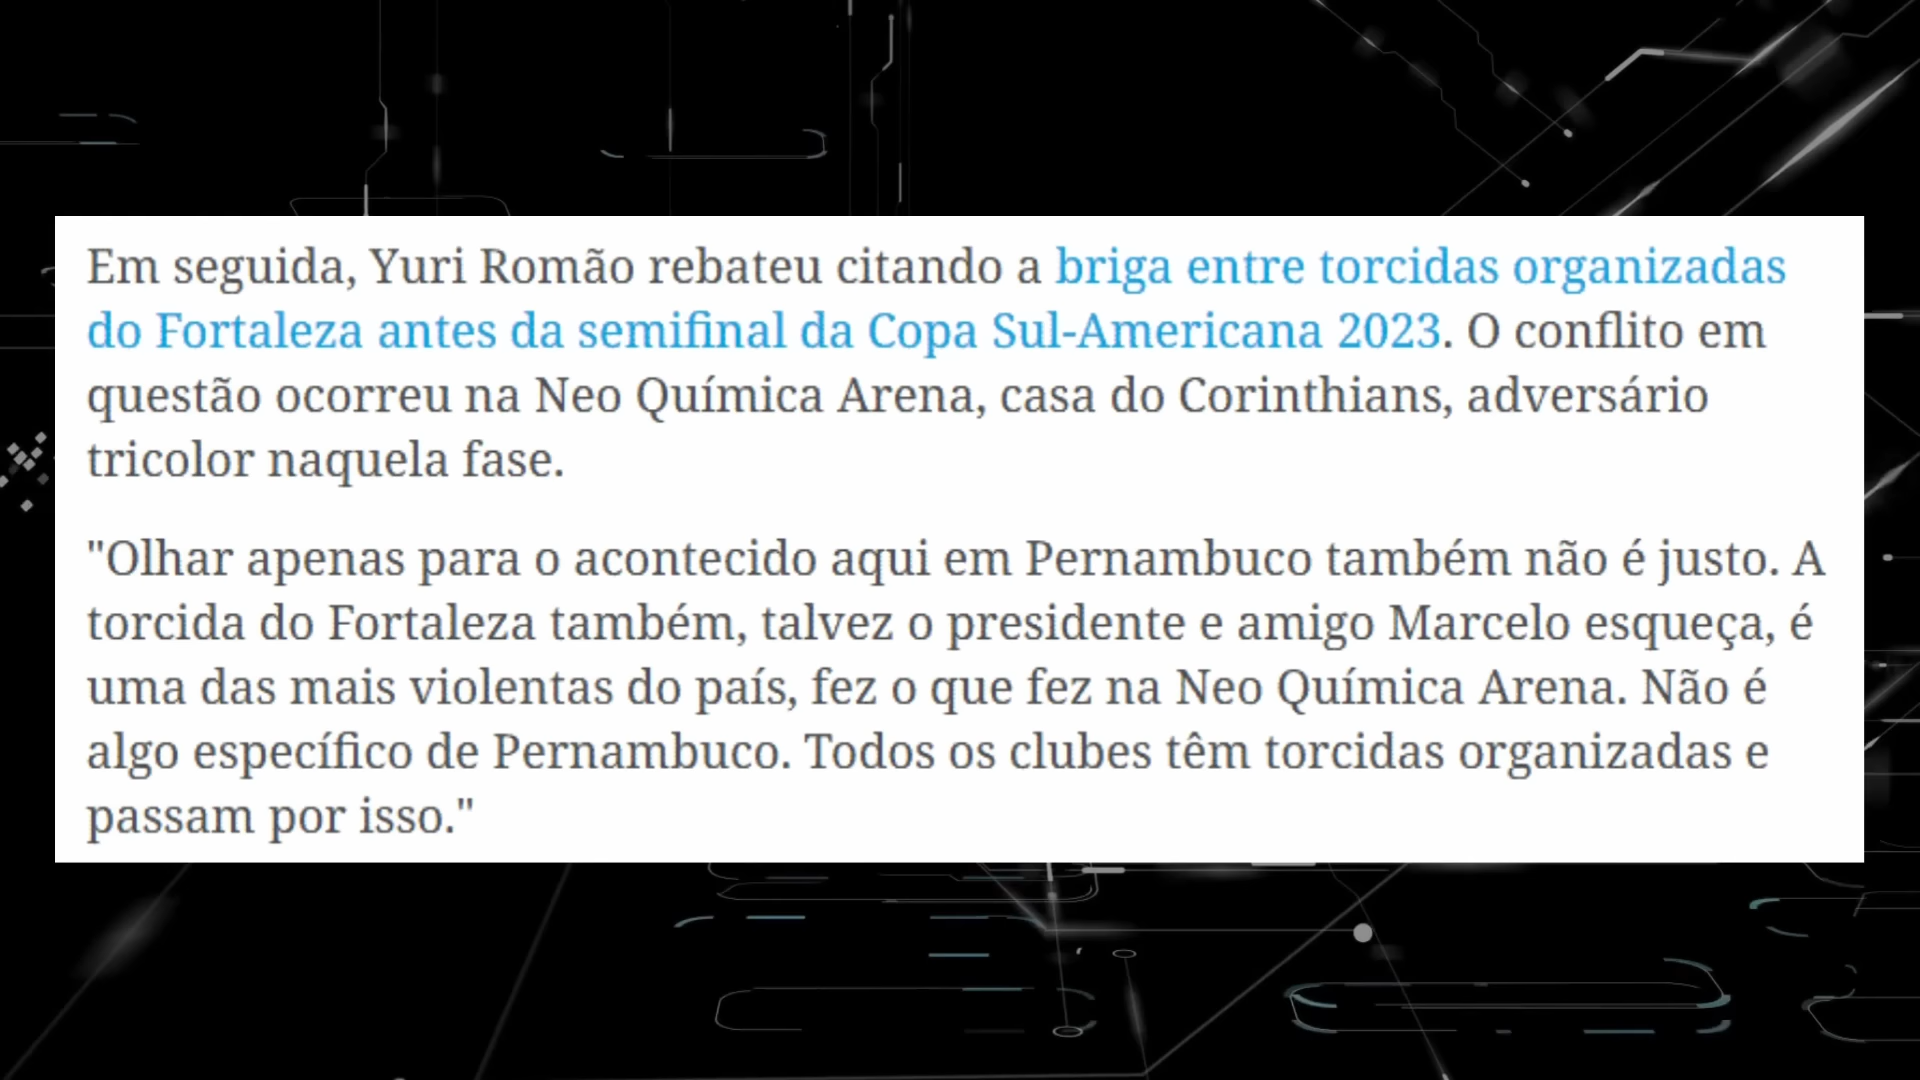 Em seguida, Yuri Romão rebateu citando a briga entre torcidas organizadas
do Fortaleza antes da semifinal da Copa Sul-Americana 2023. O conflito em
questão ocorreu na Neo Química Arena, casa do Corinthians, adversário
tricolor naquela fase.
"Olhar apenas para o acontecido aqui em Pernambuco também não é justo. A
torcida do Fortaleza também, talvez o presidente e amigo Marcelo esqueça, é
uma das mais violentas do país, fez o que fez na Neo Química Arena. Não é
algo específico de Pernambuco. Todos os clubes têm torcidas organizadas e
passam por isso."